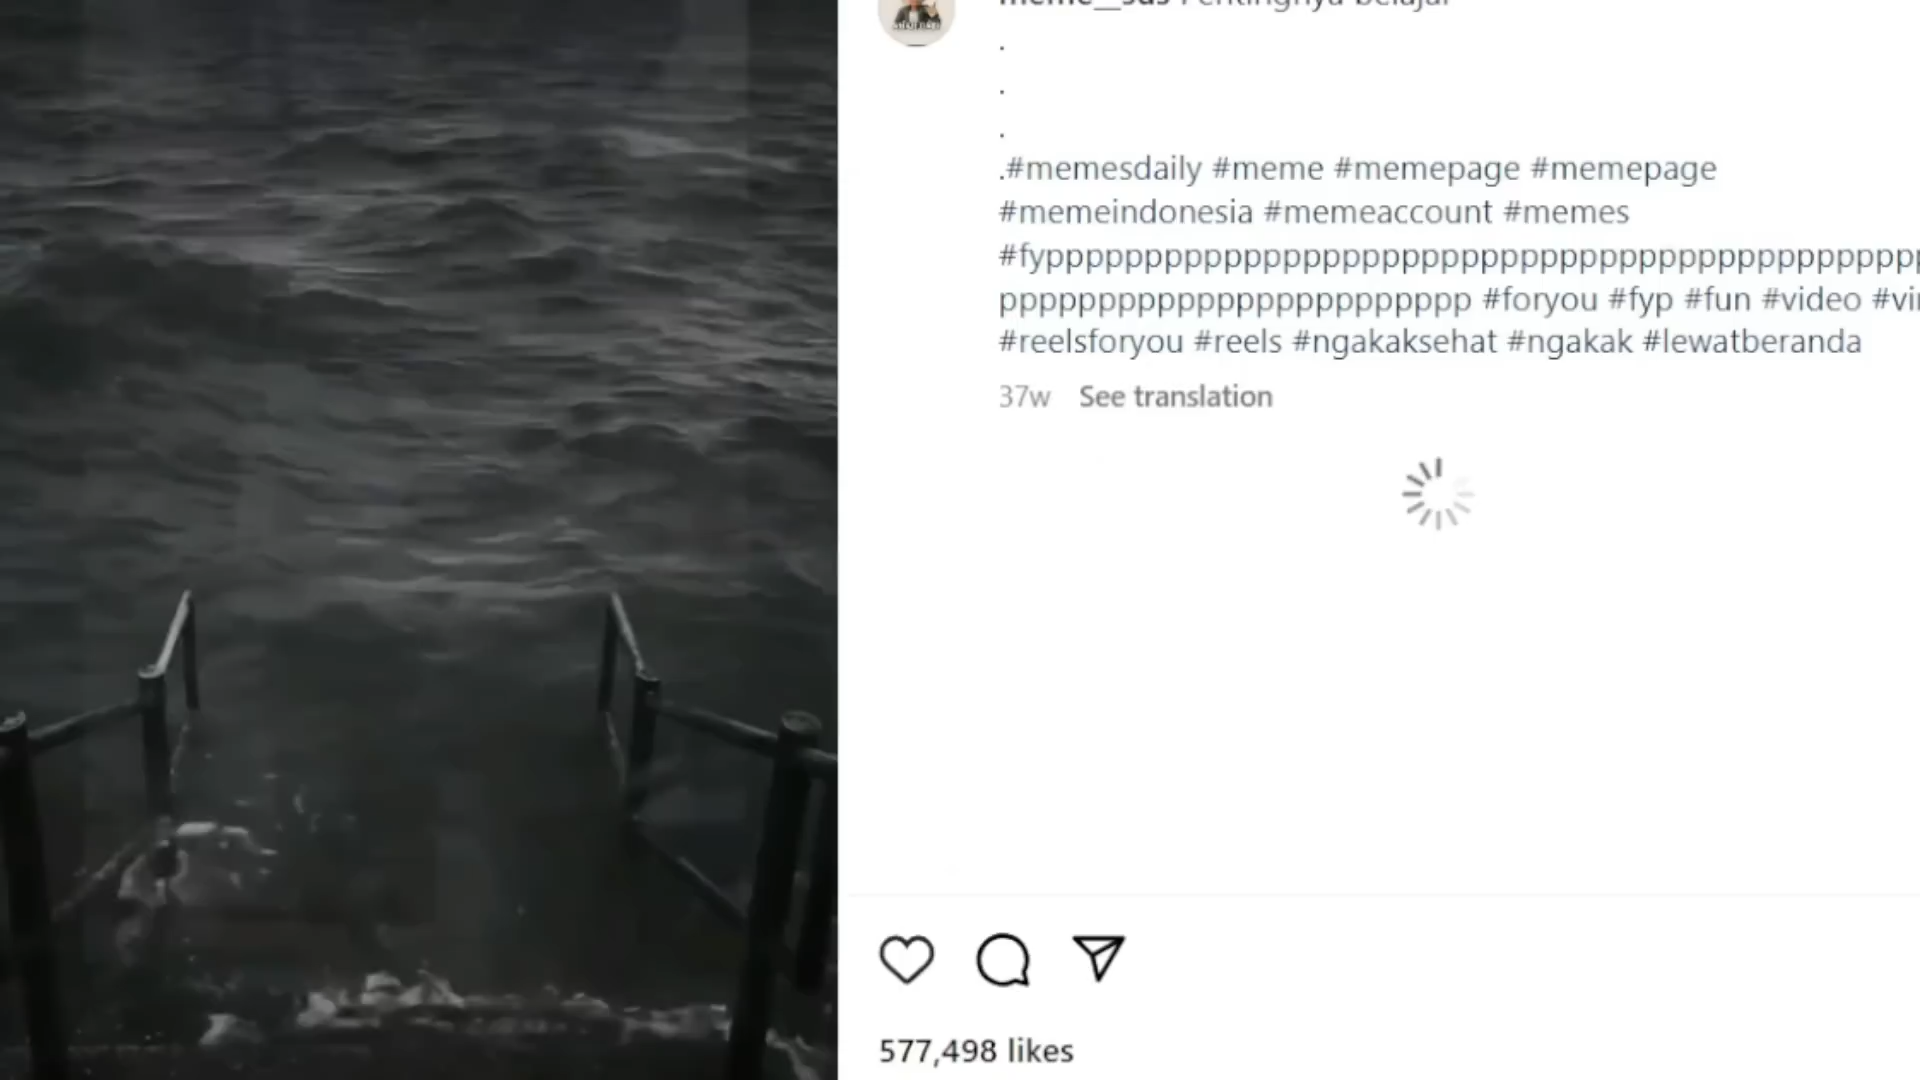 .
.
.
.#memesdaily #meme #memepage #memepage
#memeindonesia #memeaccount #memes
pppppppppppppppppppppppp #foryou #fyp #fun #video
#reelsforyou #reels #ngakaksehat #ngakak #lewatberanda
37w See translation
577,498 likes